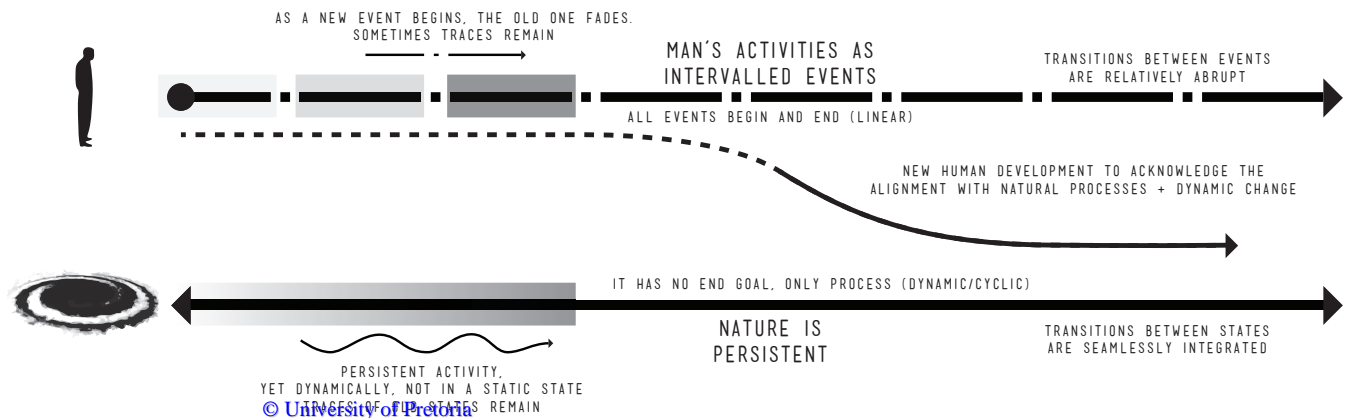 AS A NEW EVENT BEGINS, THE OLD ONE FADES.
SOMETIMES TRACES REMAIN
MAN'S ACTIVITIES AS
INTERVALLED EVENTS
TRANSITIONS BETWEEN EVENTS
ARE RELATIVELY ABRUPT
ALL EVENTS BEGIN AND END (LINEAR)
NEW HUMAN DEVELOPMENT TO ACKNOWLEDGE THE
ALIGNMENT WITH NATURAL PROCESSES + DYNAMIC CHANGE
IT HAS NO END GOAL, ONLY PROCESS (DYNAMIC/CYCLIC)
NATURE IS
PERSISTENT
TRANSITIONS BETWEEN STATES
ARE SEAMLESSLY INTEGRATED
PERSISTENT ACTIVITY,
YET DYNAMICALLY, NOT IN A STATIC STATE
TRACES OF OLD STATES REMAIN
© University of Pretoria